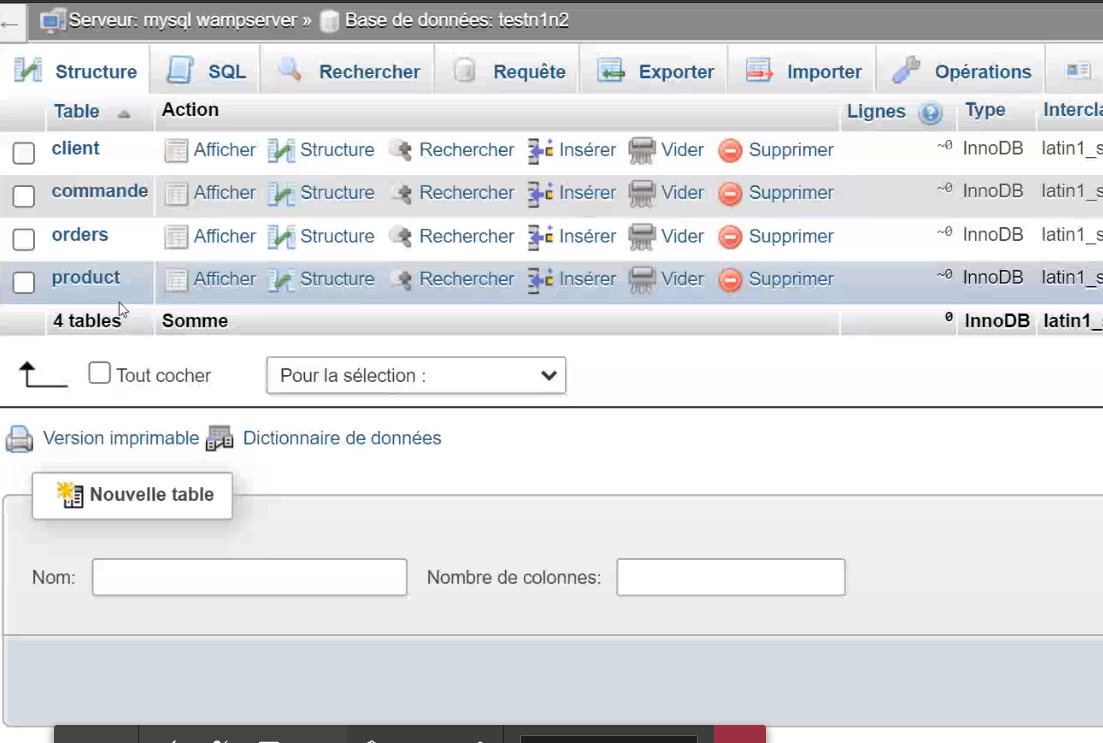 Serveur: mysql wampserver » Base de données: testn1n2
Structure SQL Rechercher Requête Exporter Importer Opérations
Table Action Lignes Type
client Afficher Structure Rechercher Insérer Vider Supprimer ~0 InnoDB latin1_s
commande Afficher Structure Rechercher Insérer Vider Supprimer ~0 InnoDB latin1_s
orders Afficher Structure Rechercher Insérer Vider Supprimer ~0 InnoDB latin1_s
product Afficher Structure Rechercher Insérer Vider Supprimer ~0 InnoDB latin1_s
4 tables Somme 0 InnoDB latin1_
Tout cocher Pour la sélection :
Version imprimable Dictionnaire de données
Nouvelle table
Nom: Nombre de colonnes: